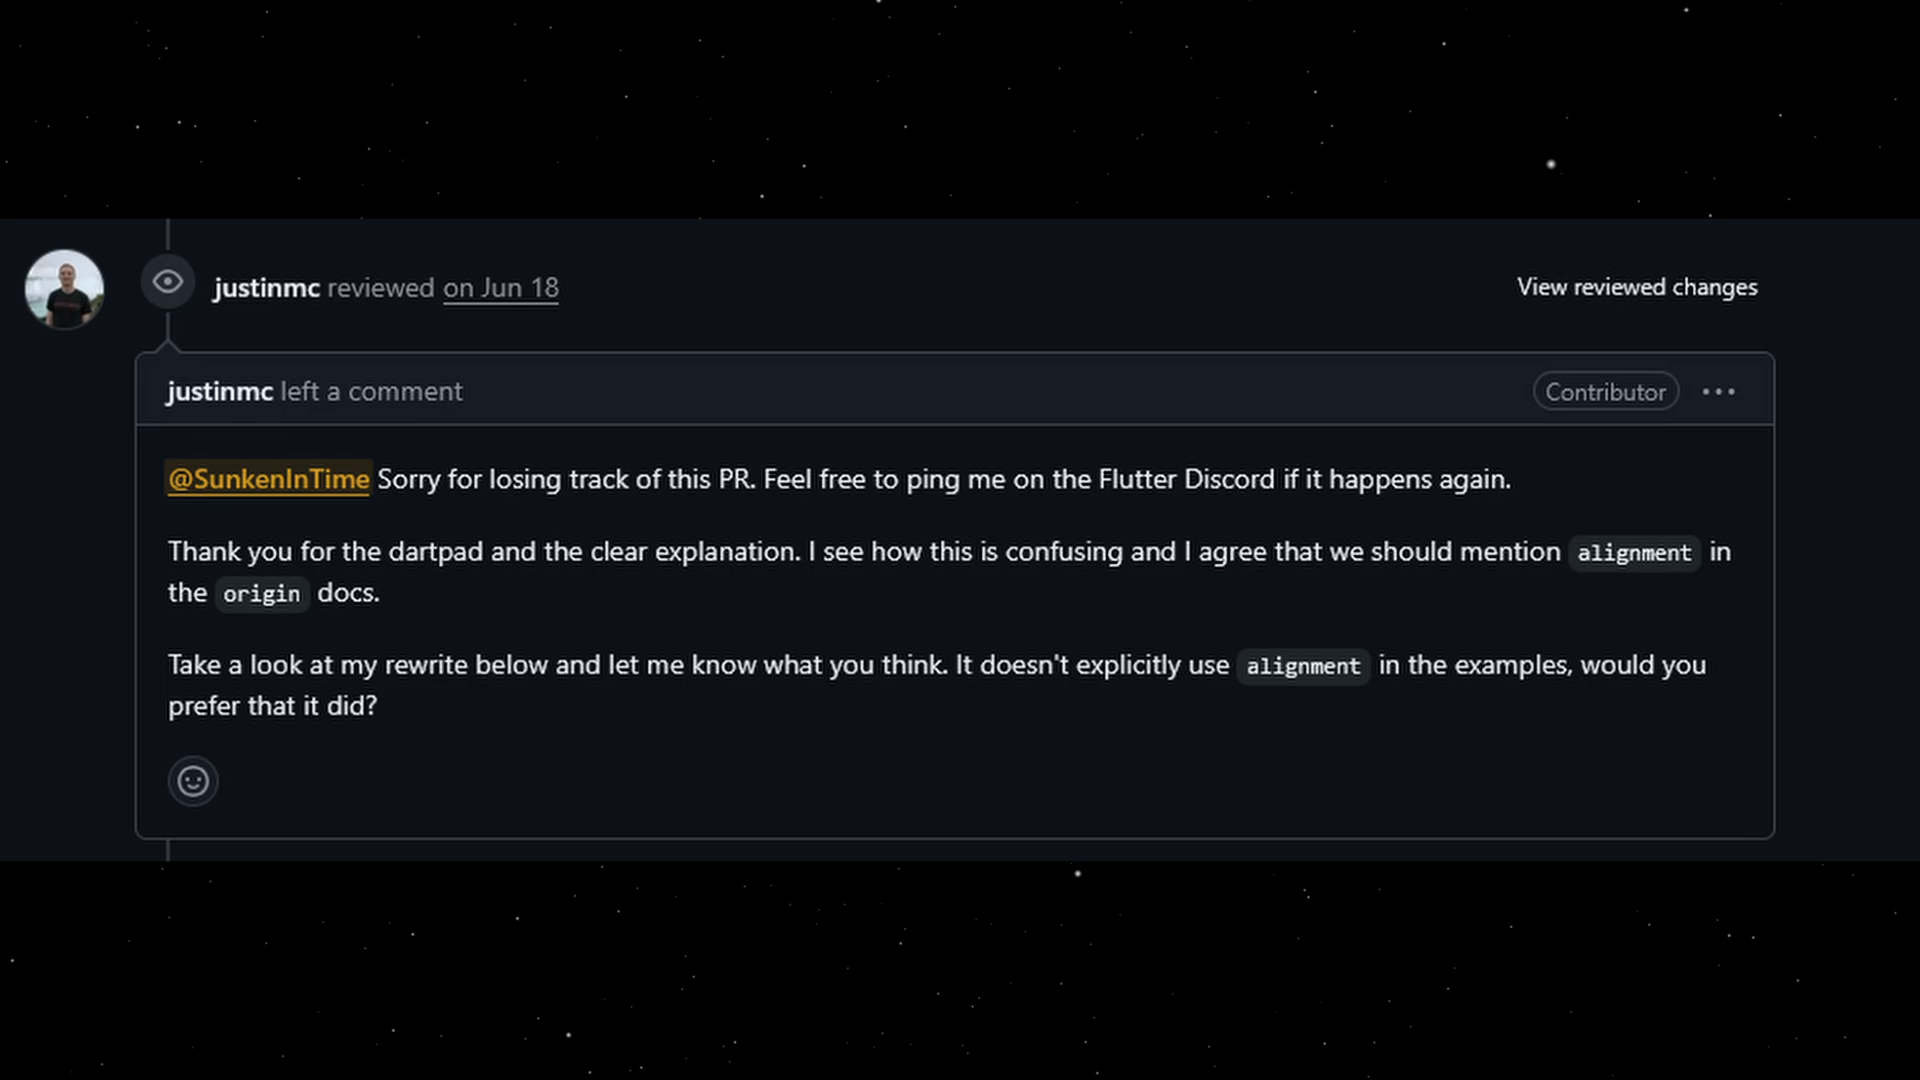 justinmc reviewed on Jun 18
View reviewed changes
justinmc left a comment
Contributor
@SunkenInTime Sorry for losing track of this PR. Feel free to ping me on the Flutter Discord if it happens again.
Thank you for the dartpad and the clear explanation. I see how this is confusing and I agree that we should mention alignment in
the origin docs.
Take a look at my rewrite below and let me know what you think. It doesn't explicitly use alignment in the examples, would you
prefer that it did?